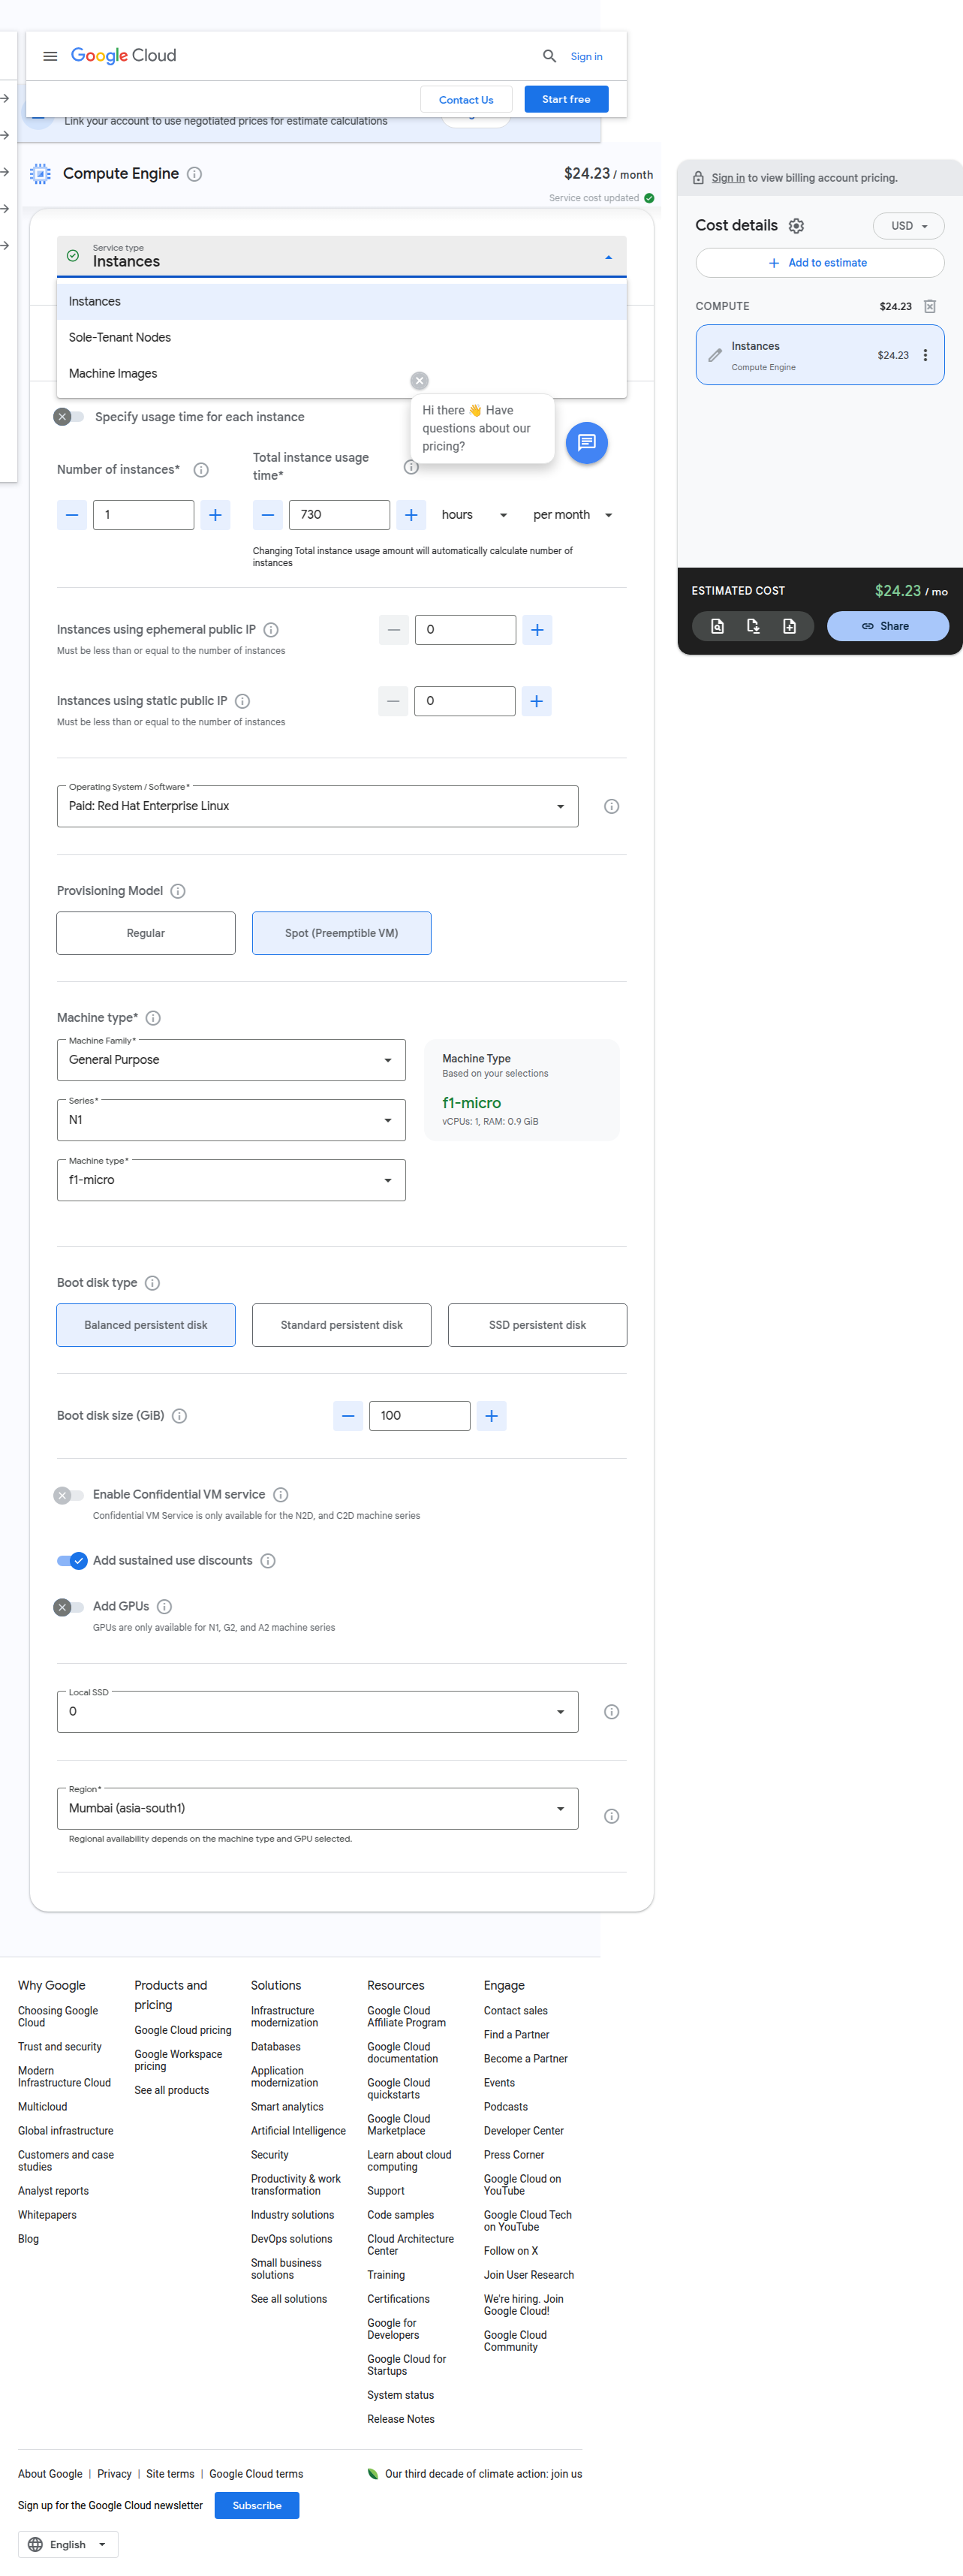 Google Cloud
Sign in
Contact Us
Start free
Link your account to use negotiated prices for estimate calculations
Compute Engine
$24.23 / month
Service cost updated
Service type
Instances
Instances
Sole-Tenant Nodes
Machine Images
Specify usage time for each instance
Hi there 👋 Have
questions about our
pricing?
Number of instances*
Total instance usage
time*
1
730
hours
per month
Changing Total instance usage amount will automatically calculate number of
instances
Instances using ephemeral public IP
0
Must be less than or equal to the number of instances
Instances using static public IP
0
Must be less than or equal to the number of instances
Operating System / Software*
Paid: Red Hat Enterprise Linux
Provisioning Model
Regular
Spot (Preemptible VM)
Machine type*
Machine Family*
General Purpose
Series*
N1
Machine type*
f1-micro
Machine Type
Based on your selections
f1-micro
vCPUs: 1, RAM: 0.9 GiB
Boot disk type
Balanced persistent disk
Standard persistent disk
SSD persistent disk
Boot disk size (GiB)
100
Enable Confidential VM service
Confidential VM Service is only available for the N2D, and C2D machine series
Add sustained use discounts
Add GPUs
GPUs are only available for N1, G2, and A2 machine series
Local SSD
0
Region*
Mumbai (asia-south1)
Regional availability depends on the machine type and GPU selected.
Sign in to view billing account pricing.
Cost details
USD
Add to estimate
COMPUTE
$24.23
Instances
Compute Engine
$24.23
ESTIMATED COST
$24.23 / mo
Share
Why Google
Choosing Google
Cloud
Trust and security
Modern
Infrastructure Cloud
Multicloud
Global infrastructure
Customers and case
studies
Analyst reports
Whitepapers
Blog
Products and
pricing
Google Cloud pricing
Google Workspace
pricing
See all products
Solutions
Infrastructure
modernization
Databases
Application
modernization
Smart analytics
Artificial Intelligence
Security
Productivity & work
transformation
Industry solutions
DevOps solutions
Small business
solutions
See all solutions
Resources
Google Cloud
Affiliate Program
Google Cloud
documentation
Google Cloud
quickstarts
Google Cloud
Marketplace
Learn about cloud
computing
Support
Code samples
Cloud Architecture
Center
Training
Certifications
Google for
Developers
Google Cloud for
Startups
System status
Release Notes
Engage
Contact sales
Find a Partner
Become a Partner
Events
Podcasts
Developer Center
Press Corner
Google Cloud on
YouTube
Google Cloud Tech
on YouTube
Follow on X
Join User Research
We're hiring. Join
Google Cloud!
Google Cloud
Community
About Google | Privacy | Site terms | Google Cloud terms
Our third decade of climate action: join us
Sign up for the Google Cloud newsletter
Subscribe
English